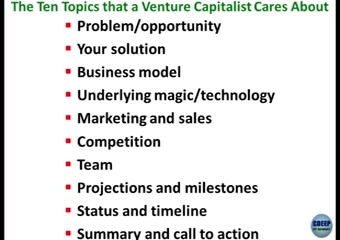 The Ten Topics that a Venture Capitalist Cares About
Problem/opportunity
Your solution
Business model
Underlying magic/technology
Marketing and sales
Competition
Team
Projections and milestones
Status and timeline
Summary and call to action
CDEEP